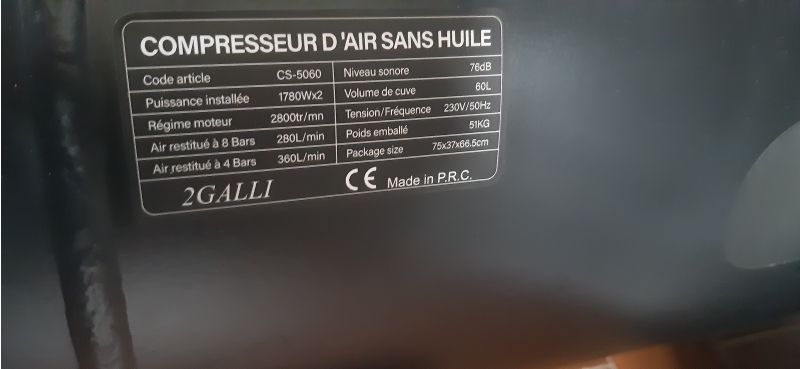 COMPRESSEUR D'AIR SANS HUILE
Code article CS-5060
Puissance installée 1780Wx2
Régime moteur 2800tr/mn
Air restitué à 8 Bars 280L/min
Air restitué à 4 Bars 360L/min
Niveau sonore 76dB
Volume de cuve 60L
Tension/Fréquence 230V/50Hz
Poids emballé 51KG
Package size 75x37x66.5cm
2GALLI
CE Made in P.R.C.